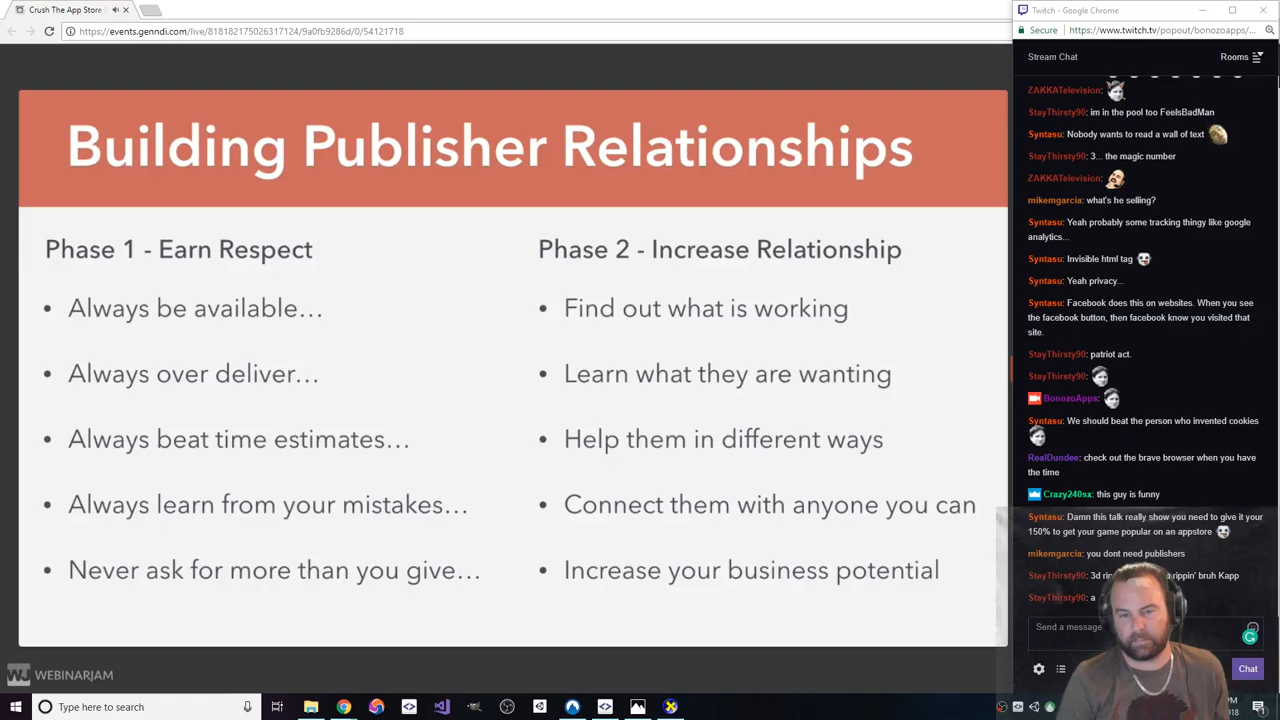 Crush The App Store
Twitch - Google Chrome
https://events.genndi.com/live/818182175026317124/9a0fb9286d/0/54121718
Secure
https://www.twitch.tv/popout/bonozoapps/...
Stream Chat
Rooms
Building Publisher Relationships
Phase 1 - Earn Respect
• Always be available…
• Always over deliver…
• Always beat time estimates…
• Always learn from your mistakes…
• Never ask for more than you give…
Phase 2 - Increase Relationship
• Find out what is working
• Learn what they are wanting
• Help them in different ways
• Connect them with anyone you can
• Increase your business potential
WJ WEBINARJAM
ZAKKATelevision:
StayThirsty90: im in the pool too FeelsBadMan
Syntasu: Nobody wants to read a wall of text
StayThirsty90: 3... the magic number
ZAKKATelevision:
mikemgarcia: what's he selling?
Syntasu: Yeah probably some tracking thingy like google
analytics...
Syntasu: Invisible html tag
Syntasu: Yeah privacy...
Syntasu: Facebook does this on websites. When you see
the facebook button, then facebook know you visited that
site.
StayThirsty90: patriot act.
StayThirsty90:
BonozoApps:
Syntasu: We should beat the person who invented cookies
RealDundee: check out the brave browser when you have
the time
Crazy240sx: this guy is funny
Syntasu: Damn this talk really show you need to give it your
150% to get your game popular on an appstore
mikemgarcia: you dont need publishers
StayThirsty90: 3d rippin' bruh Kapp
StayThirsty90: a
Send a message
Chat
Type here to search